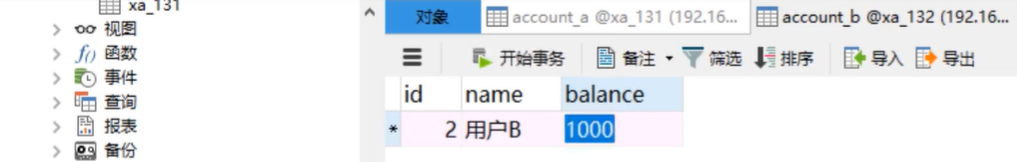 xa_131
视图
f() 函数
事件
查询
报表
备份
对象 account_a @xa_131 (192.16... account_b @xa_132 (192.16...
开始事务 备注 筛选 排序 导入 导出
id name balance
* 2 用户B 1000